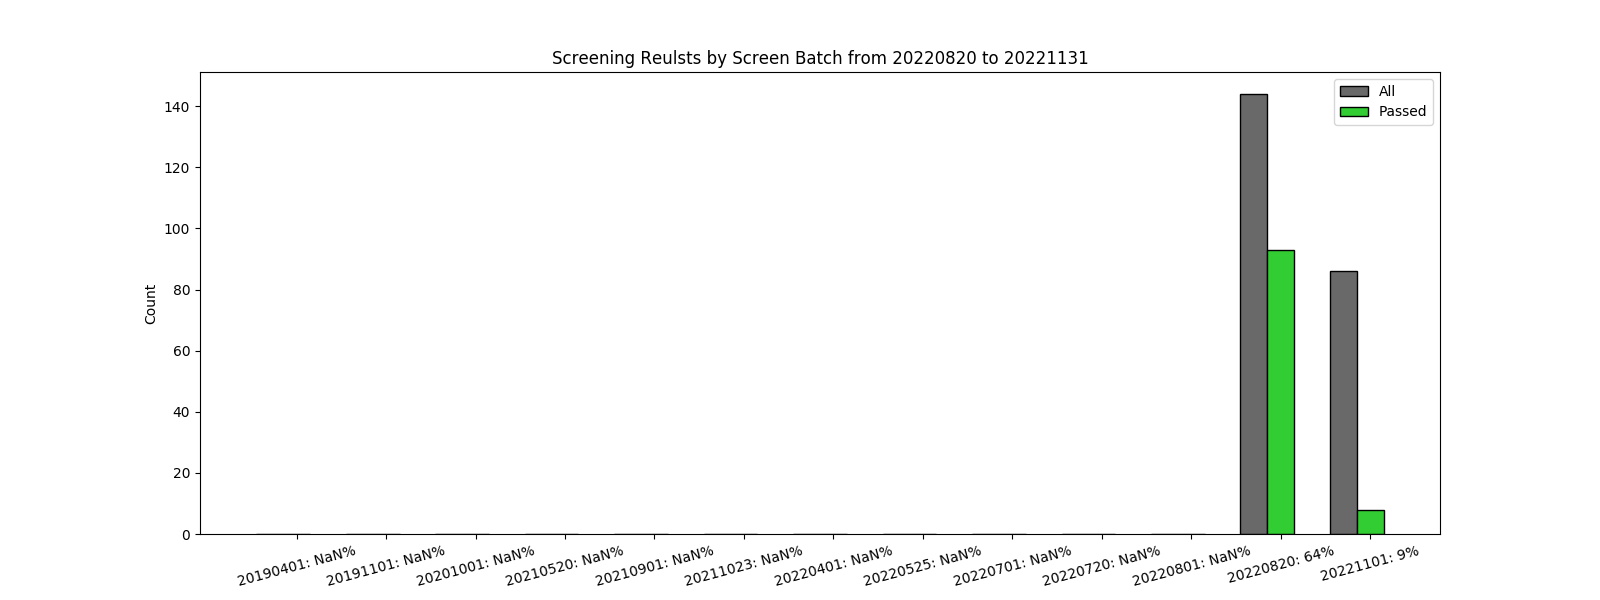 Screening Reulsts by Screen Batch from 20220820 to 20221131
All
Passed
Count
140
120
100
80
60
40
20
0
20190401: NaN%
20191101: NaN%
20201001: NaN%
20210520: NaN%
20210901: NaN%
20211023: NaN%
20220401: NaN%
20220525: NaN%
20220701: NaN%
20220720: NaN%
20220801: NaN%
20220820: 64%
20221101: 9%